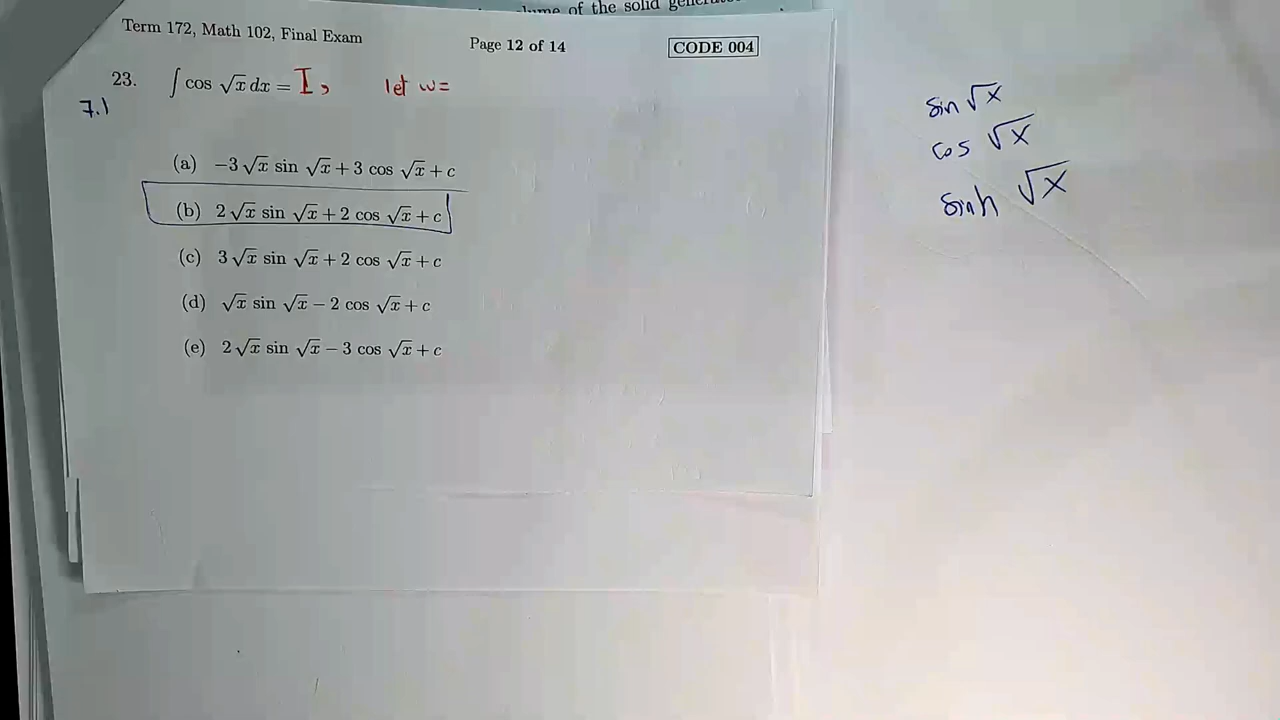 of the solid
Term 172, Math 102, Final Exam Page 12 of 14 CODE 004
23. ∫ cos √x dx = I, let w=
7.1
(a) −3 √x sin √x + 3 cos √x + c
(b) 2 √x sin √x + 2 cos √x + c
(c) 3 √x sin √x + 2 cos √x + c
(d) √x sin √x − 2 cos √x + c
(e) 2 √x sin √x − 3 cos √x + c
sin √x
cos √x
sinh √x